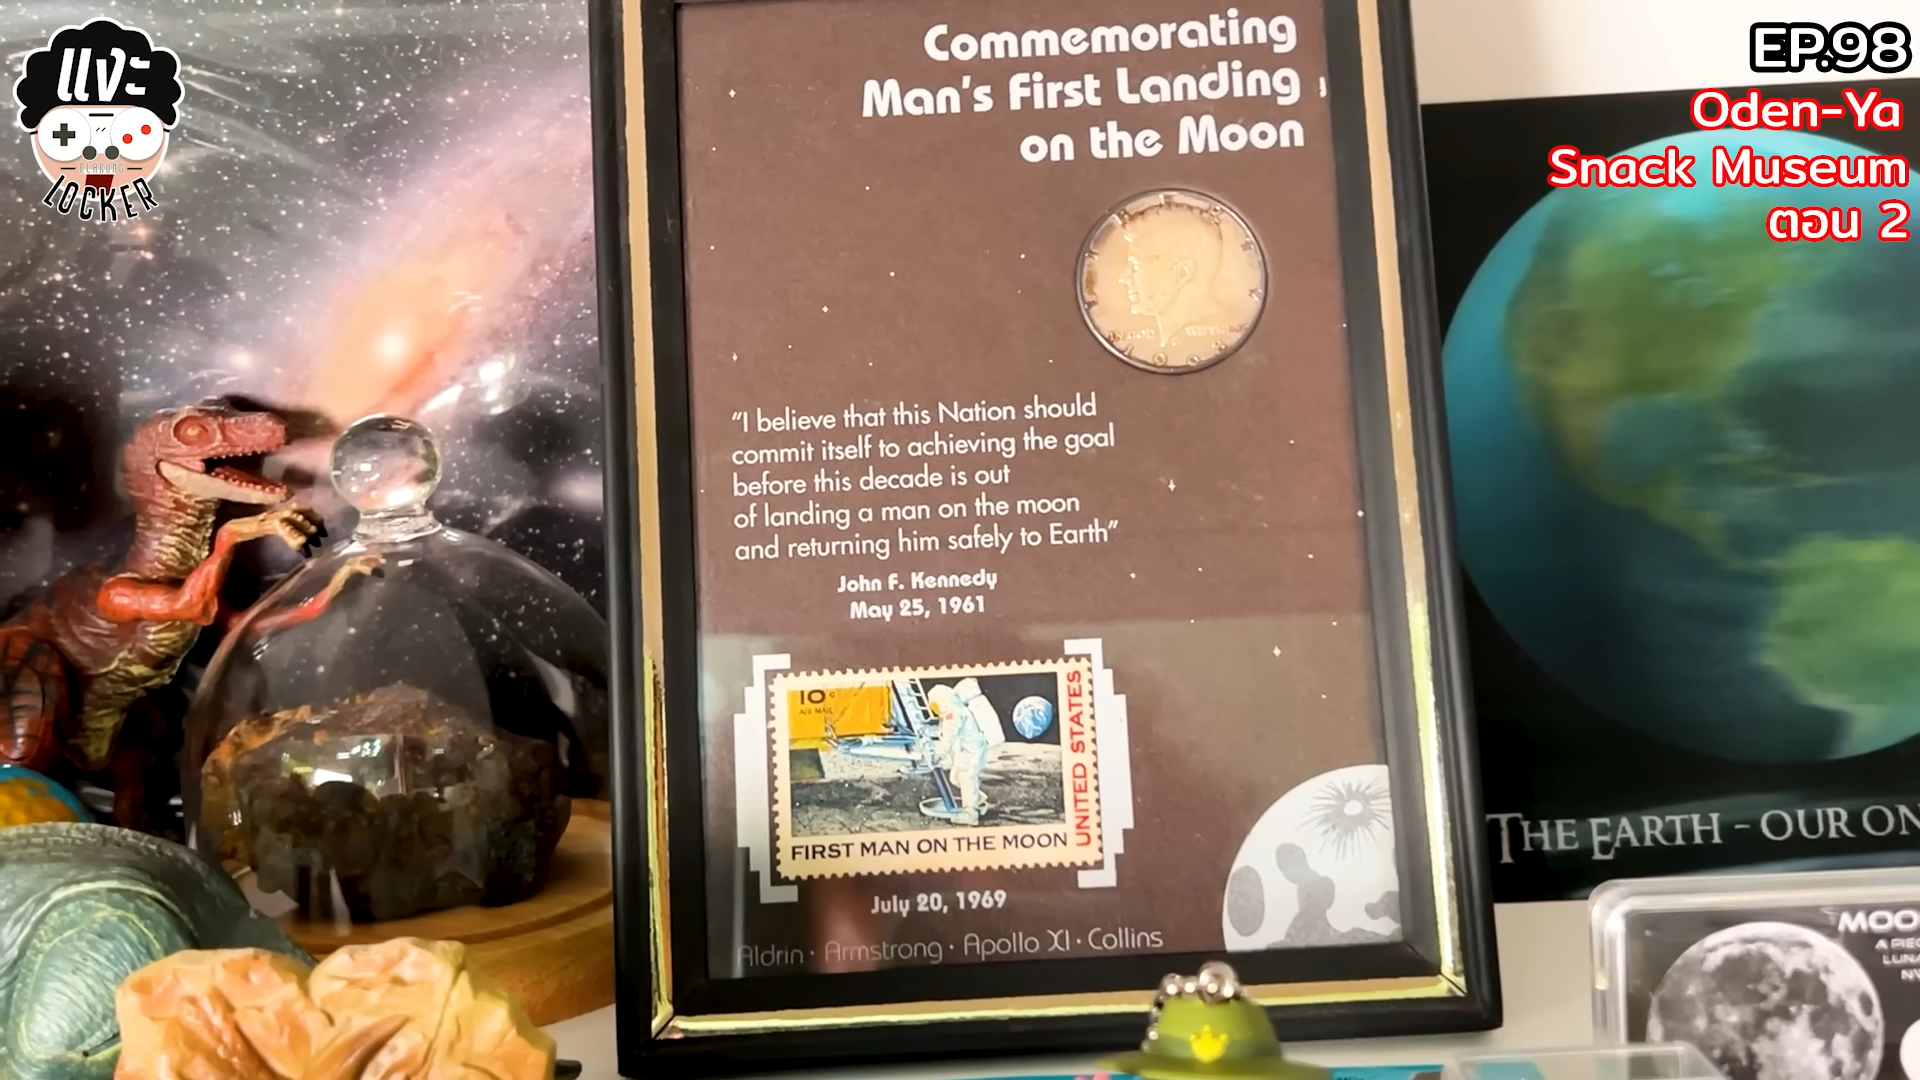 แงะ
LOCKER
EP.98
Oden-Ya
Snack Museum
ตอน 2
Commemorating
Man's First Landing
on the Moon
"I believe that this Nation should
commit itself to achieving the goal
before this decade is out
of landing a man on the moon
and returning him safely to Earth"
John F. Kennedy
May 25, 1961
10c
AIR MAIL
UNITED STATES
FIRST MAN ON THE MOON
July 20, 1969
Aldrin · Armstrong · Apollo XI · Collins
THE EARTH - OUR ON
MOO
A PIEC
LUNA